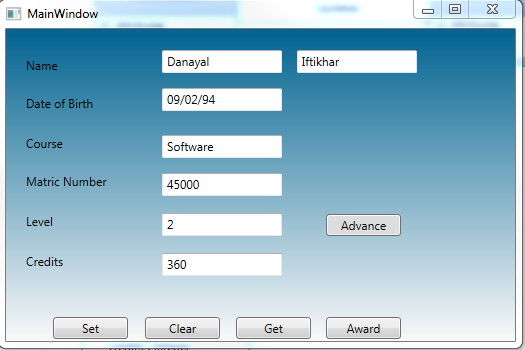 MainWindow
Name Danayal Iftikhar
Date of Birth 09/02/94
Course Software
Matric Number 45000
Level 2 Advance
Credits 360
Set Clear Get Award